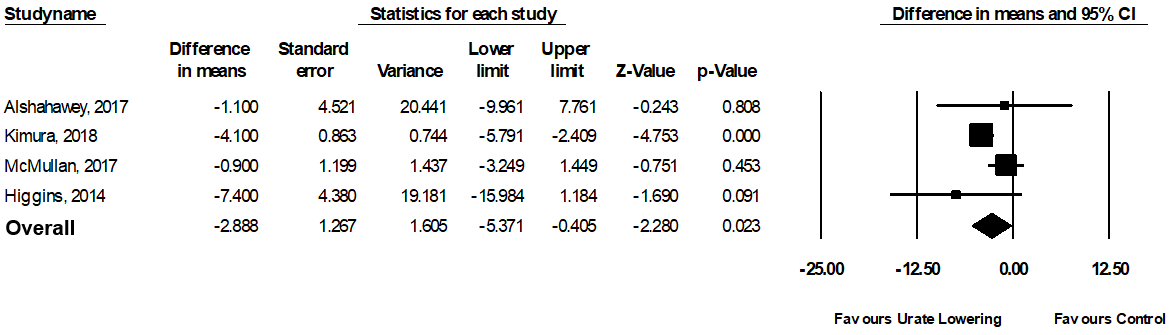 Studyname Statistics for each study Difference in means and 95% CI
Difference in means Standard error Variance Lower limit Upper limit Z-Value p-Value
Alshahawey, 2017 -1.100 4.521 20.441 -9.961 7.761 -0.243 0.808
Kimura, 2018 -4.100 0.863 0.744 -5.791 -2.409 -4.753 0.000
McMullan, 2017 -0.900 1.199 1.437 -3.249 1.449 -0.751 0.453
Higgins, 2014 -7.400 4.380 19.181 -15.984 1.184 -1.690 0.091
Overall -2.888 1.267 1.605 -5.371 -0.405 -2.280 0.023
-25.00 -12.50 0.00 12.50
Favours Urate Lowering Favours Control